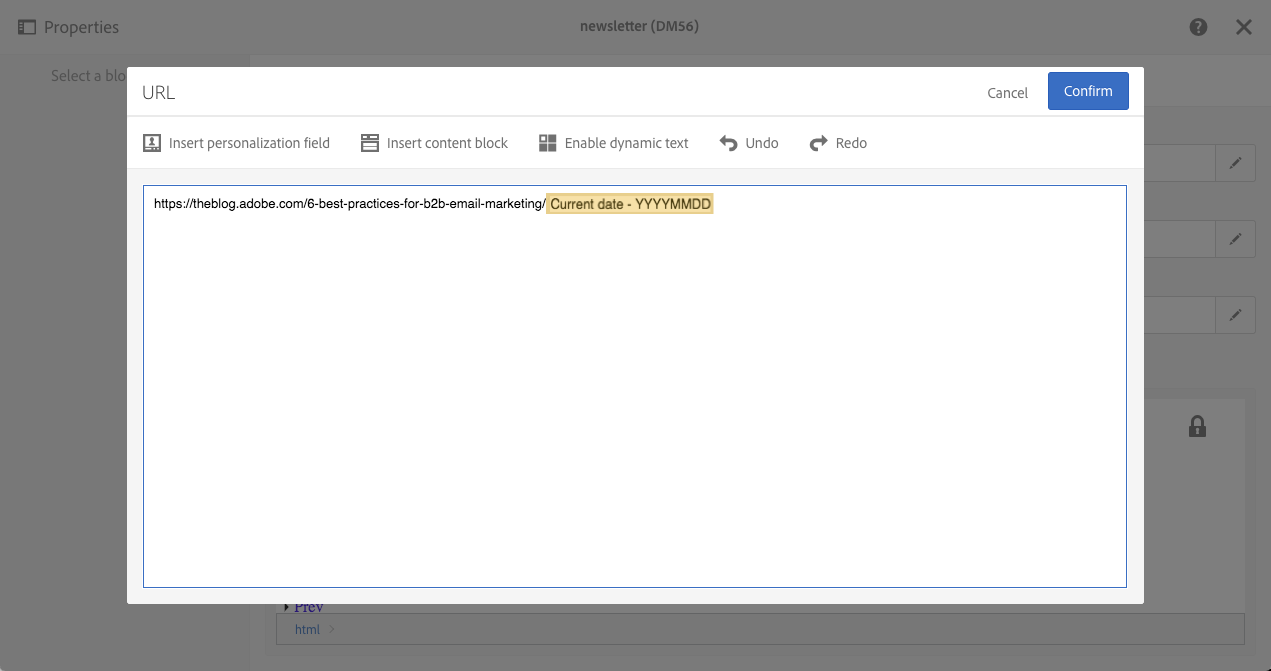 Properties
newsletter (DM56)
Select a blo
URL
Cancel
Confirm
Insert personalization field
Insert content block
Enable dynamic text
Undo
Redo
https://theblog.adobe.com/6-best-practices-for-b2b-email-marketing/ Current date - YYYYMMDD
Prev
html